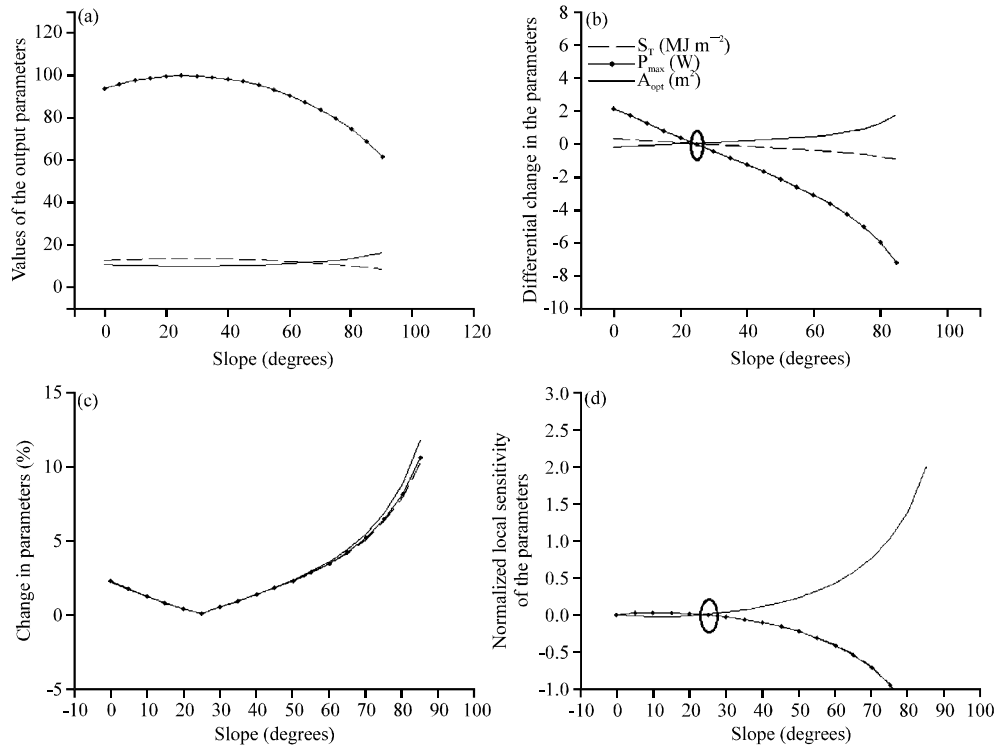 (a)
Values of the output parameters
120
100
80
60
40
20
0
0 20 40 60 80 100 120
Slope (degrees)
(b)
Differential change in the parameters
8
6
4
2
0
-2
-4
-6
-8
-10
S_T (MJ m⁻²)
P_max (W)
A_opt (m²)
0 20 40 60 80 100
Slope (degrees)
(c)
Change in parameters (%)
15
10
5
0
-5
-10 0 10 20 30 40 50 60 70 80 90 100
Slope (degrees)
(d)
Normalized local sensitivity
of the parameters
3.0
2.5
2.0
1.5
1.0
0.5
0.0
-0.5
-1.0
-10 0 10 20 30 40 50 60 70 80 90 100
Slope (degrees)